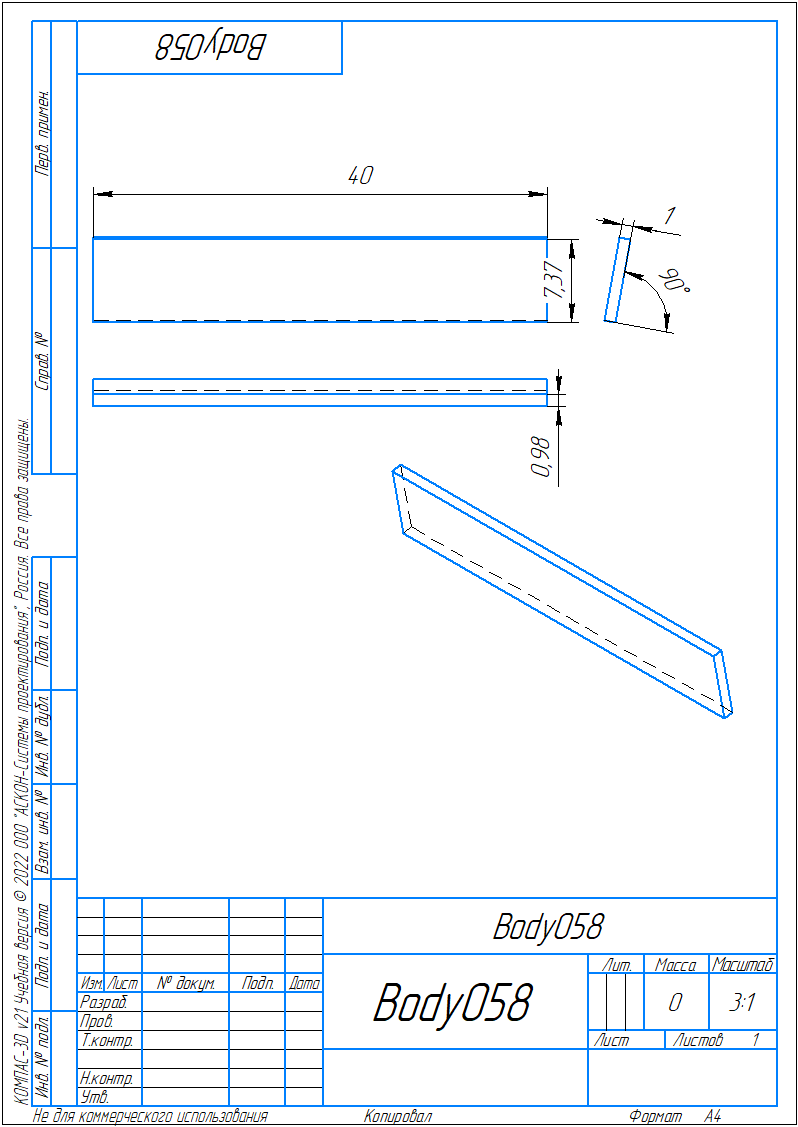 Body058
Перв. примен.
Справ. №
Подп. и дата
Инв. № дубл.
Взам. инв. №
Подп. и дата
Инв. № подл.
КОМПАС-3D v21 Учебная версия © 2022 ООО "АСКОН-Системы проектирования", Россия. Все права защищены.
40
7,37
1
90°
0,98
Body058
Изм. Лист № докум. Подп. Дата
Разраб.
Пров.
Т.контр.
Н.контр.
Утв.
Body058
Лит. Масса Масштаб
0 3:1
Лист Листов 1
Не для коммерческого использования Копировал Формат А4